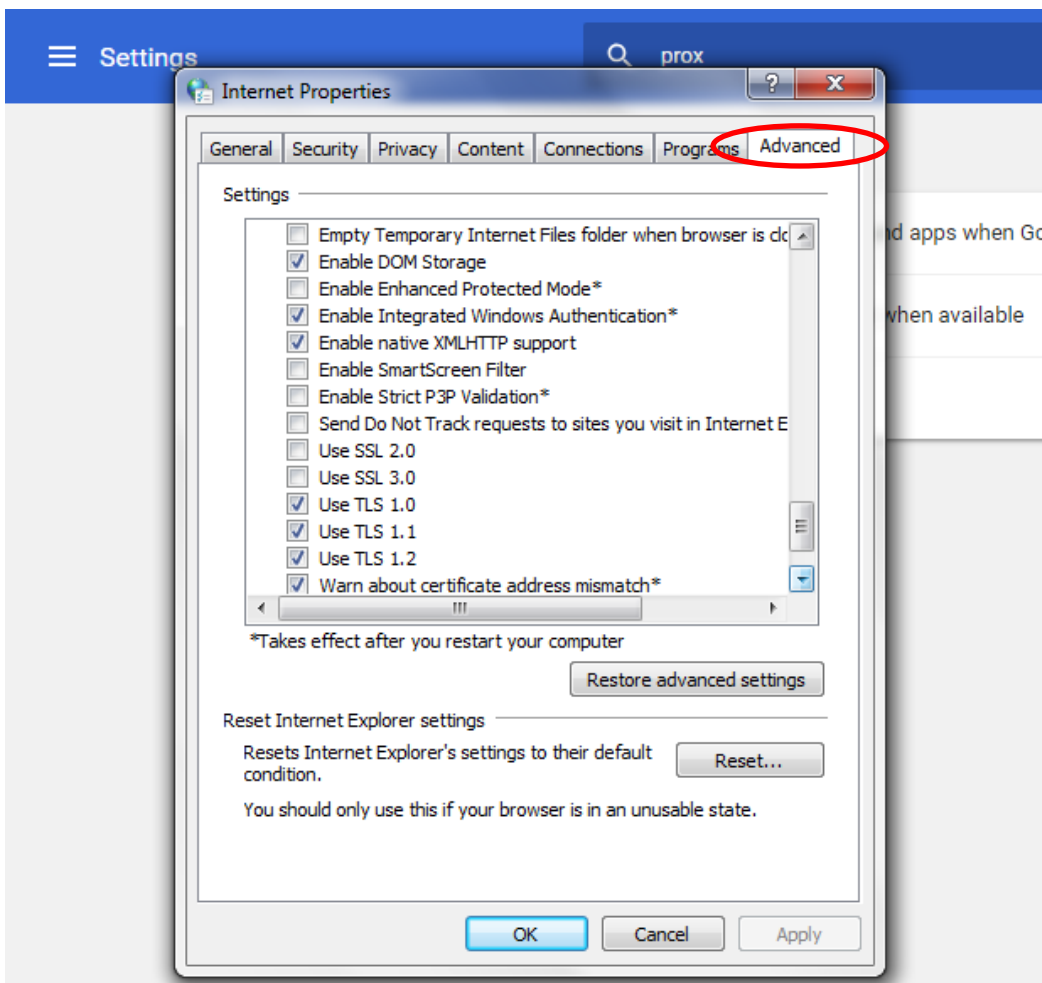 Settings
prox
Internet Properties
?
X
General Security Privacy Content Connections Programs Advanced
Settings
Empty Temporary Internet Files folder when browser is clo
Enable DOM Storage
Enable Enhanced Protected Mode*
Enable Integrated Windows Authentication*
Enable native XMLHTTP support
Enable SmartScreen Filter
Enable Strict P3P Validation*
Send Do Not Track requests to sites you visit in Internet E
Use SSL 2.0
Use SSL 3.0
Use TLS 1.0
Use TLS 1.1
Use TLS 1.2
Warn about certificate address mismatch*
*Takes effect after you restart your computer
Restore advanced settings
Reset Internet Explorer settings
Resets Internet Explorer's settings to their default
condition.
Reset...
You should only use this if your browser is in an unusable state.
OK Cancel Apply
nd apps when Go
when available